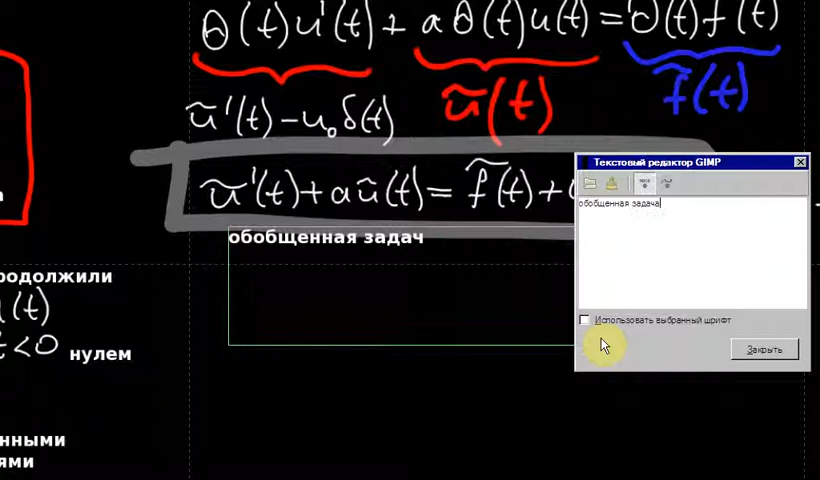 θ(t)u'(t) + aθ(t)u(t) = θ(t)f(t)
ũ'(t) - u₀δ(t)
ũ(t)
f̃(t)
ũ'(t) + aũ(t) = f̃(t) +
обобщенная задач
родолжили
(t)
t<0 нулем
нными
ями
Текстовый редактор GIMP
обобщенная задача
Использовать выбранный шрифт
Закрыть